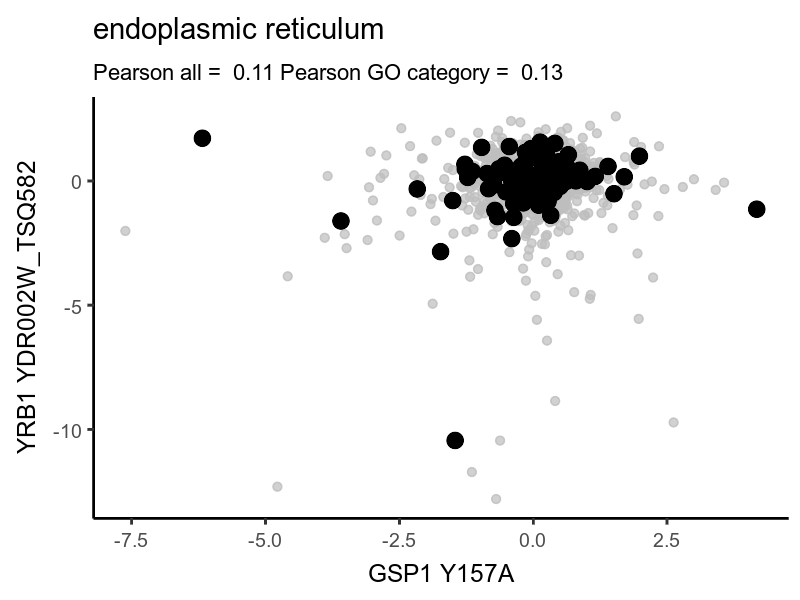 endoplasmic reticulum
Pearson all =  0.11 Pearson GO category =  0.13
YRB1 YDR002W_TSQ582
0
-5
-10
-7.5
-5.0
-2.5
0.0
2.5
GSP1 Y157A